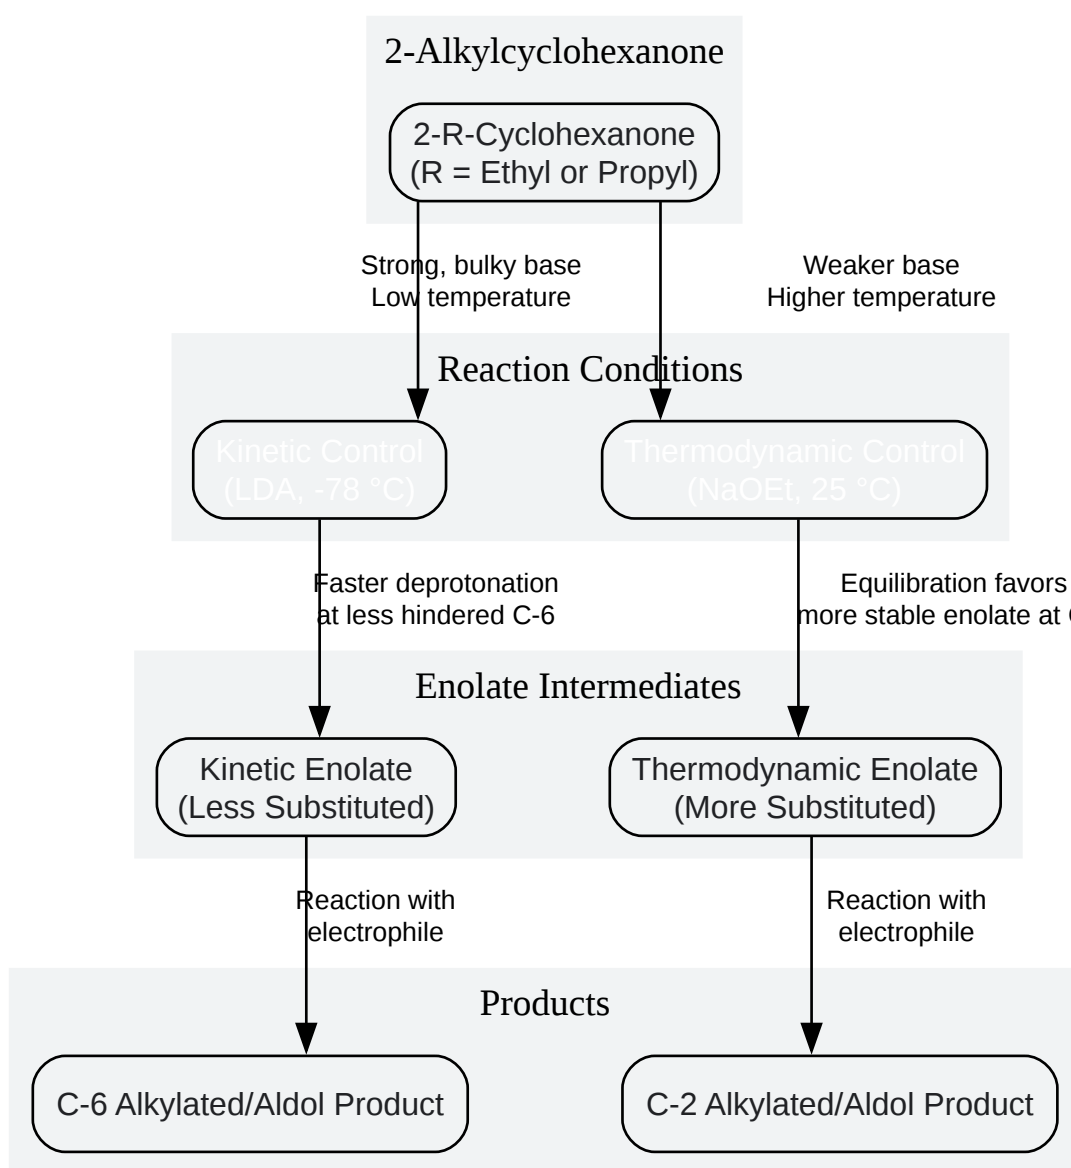 2-Alkylcyclohexanone
2-R-Cyclohexanone
(R = Ethyl or Propyl)
Strong, bulky base
Low temperature
Weaker base
Higher temperature
Reaction Conditions
Kinetic Control
(LDA, -78 °C)
Thermodynamic Control
(NaOEt, 25 °C)
Faster deprotonation
at less hindered C-6
Equilibration favors
more stable enolate at
Enolate Intermediates
Kinetic Enolate
(Less Substituted)
Thermodynamic Enolate
(More Substituted)
Reaction with
electrophile
Reaction with
electrophile
Products
C-6 Alkylated/Aldol Product
C-2 Alkylated/Aldol Product